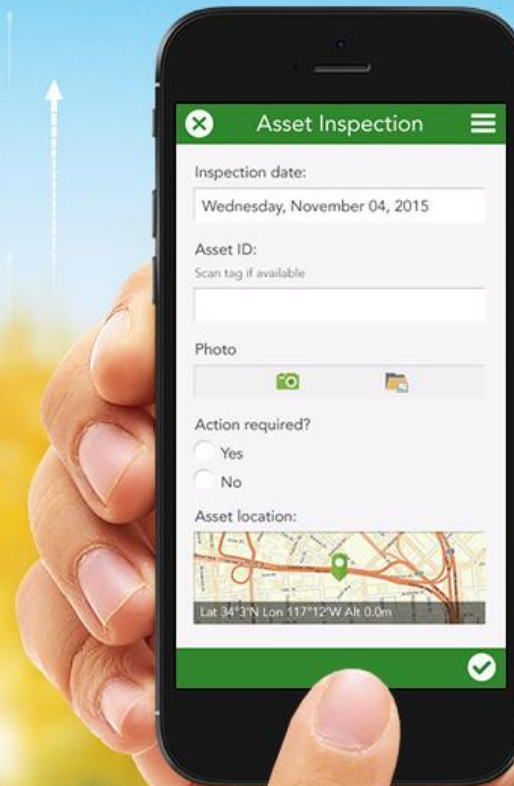 Asset Inspection
Inspection date:
Wednesday, November 04, 2015
Asset ID:
Scan tag if available
Photo
Action required?
Yes
No
Asset location:
Lat 34°3'N Lon 117°12'W Alt 0.0m